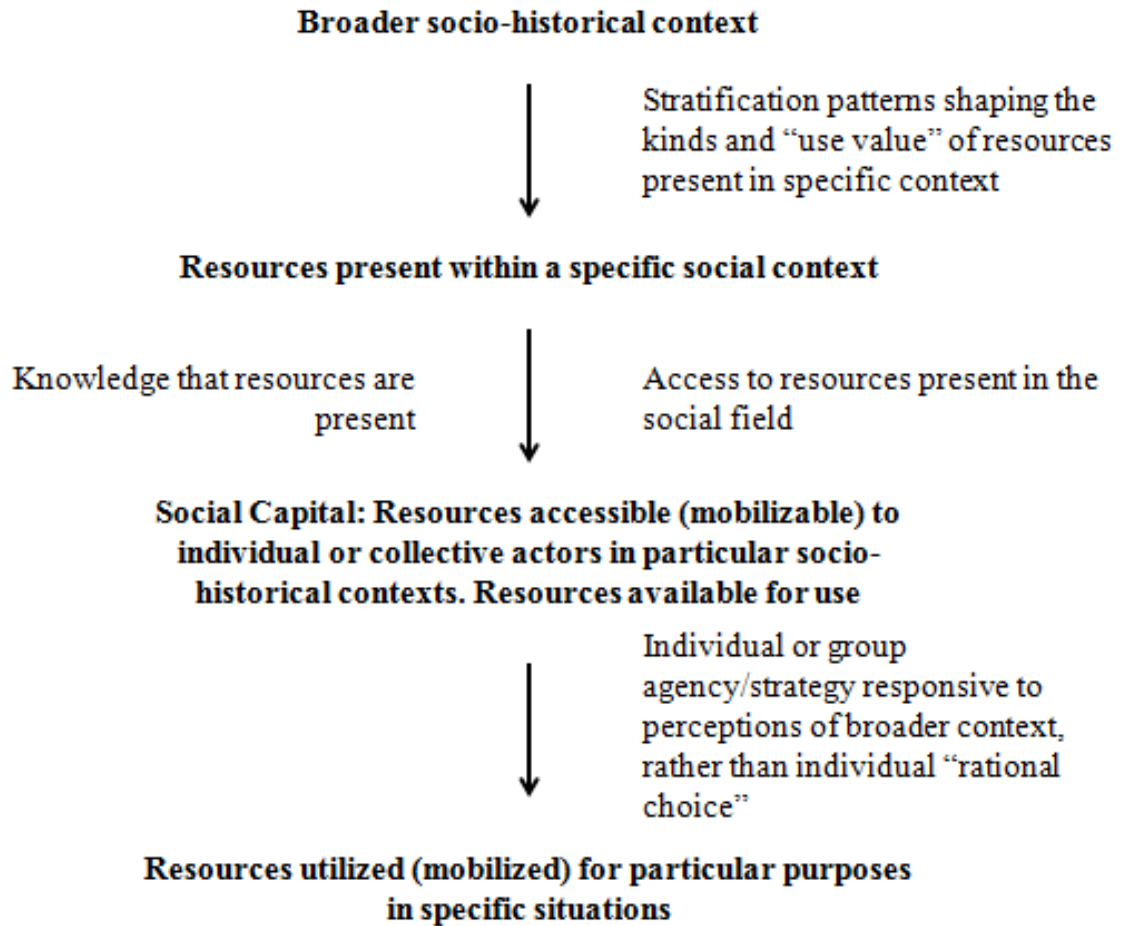 Broader socio-historical context
Stratification patterns shaping the
kinds and “use value” of resources
present in specific context
Resources present within a specific social context
Knowledge that resources are
present
Access to resources present in the
social field
Social Capital: Resources accessible (mobilizable) to
individual or collective actors in particular socio-
historical contexts. Resources available for use
Individual or group
agency/strategy responsive to
perceptions of broader context,
rather than individual “rational
choice”
Resources utilized (mobilized) for particular purposes
in specific situations